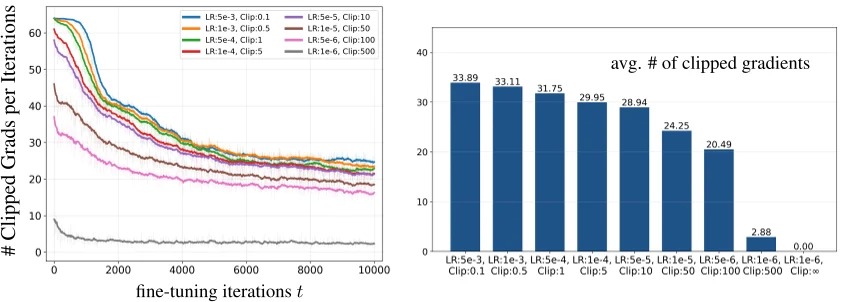 # Clipped Grads per Iterations
60
50
40
30
20
10
0
LR:5e-3, Clip:0.1
LR:1e-3, Clip:0.5
LR:5e-4, Clip:1
LR:1e-4, Clip:5
LR:5e-5, Clip:10
LR:1e-5, Clip:50
LR:5e-6, Clip:100
LR:1e-6, Clip:500
0 2000 4000 6000 8000 10000
fine-tuning iterations t
avg. # of clipped gradients
40
30
20
10
0
33.89 33.11 31.75 29.95 28.94 24.25 20.49 2.88 0.00
LR:5e-3, LR:1e-3, LR:5e-4, LR:1e-4, LR:5e-5, LR:1e-5, LR:5e-6, LR:1e-6, LR:1e-6,
Clip:0.1 Clip:0.5 Clip:1 Clip:5 Clip:10 Clip:50 Clip:100 Clip:500 Clip:∞